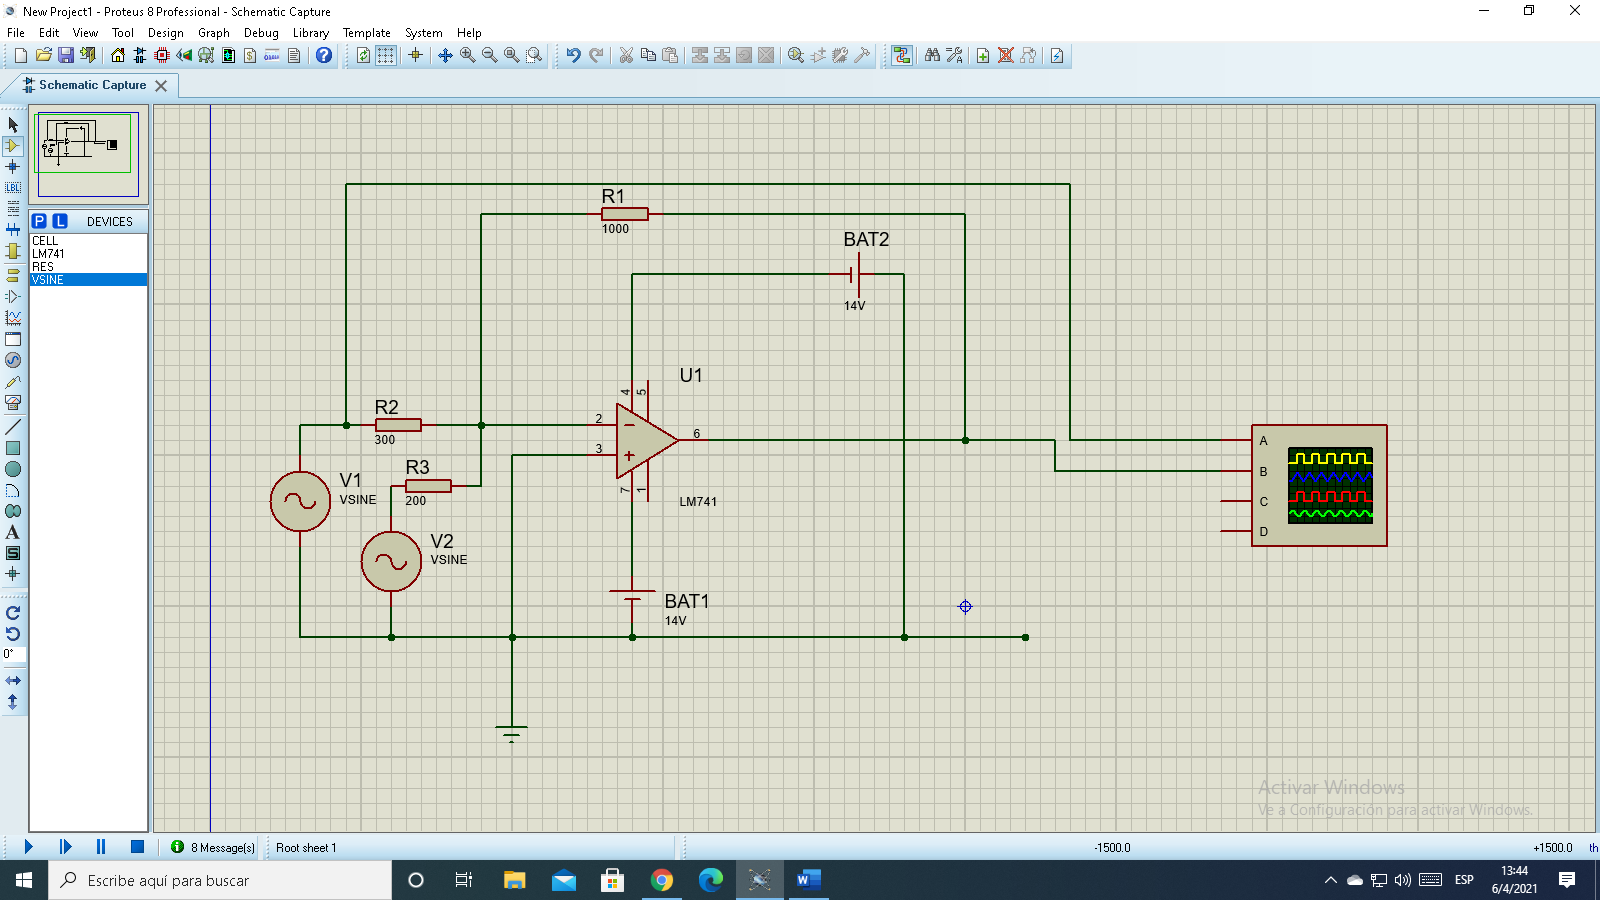 New Project1 - Proteus 8 Professional - Schematic Capture
File Edit View Tool Design Graph Debug Library Template System Help
Schematic Capture
P L DEVICES
CELL
LM741
RES
VSINE
LBL
A
S
0°
R1
1000
BAT2
14V
U1
4 5
R2
300
2
3
6
7 1
LM741
R3
200
V1
VSINE
V2
VSINE
BAT1
14V
A
B
C
D
Activar Windows
Ve a Configuración para activar Windows.
8 Message(s) Root sheet 1 -1500.0 +1500.0 th
Escribe aquí para buscar
ESP
13:44
6/4/2021